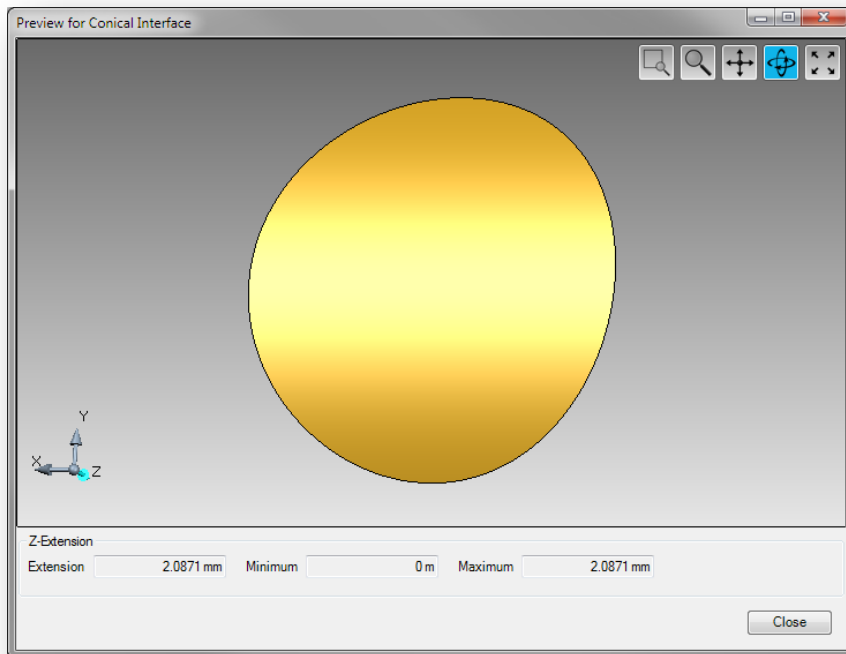 Preview for Conical Interface
Y
X
Z
Z-Extension
Extension 2.0871 mm Minimum 0 m Maximum 2.0871 mm
Close